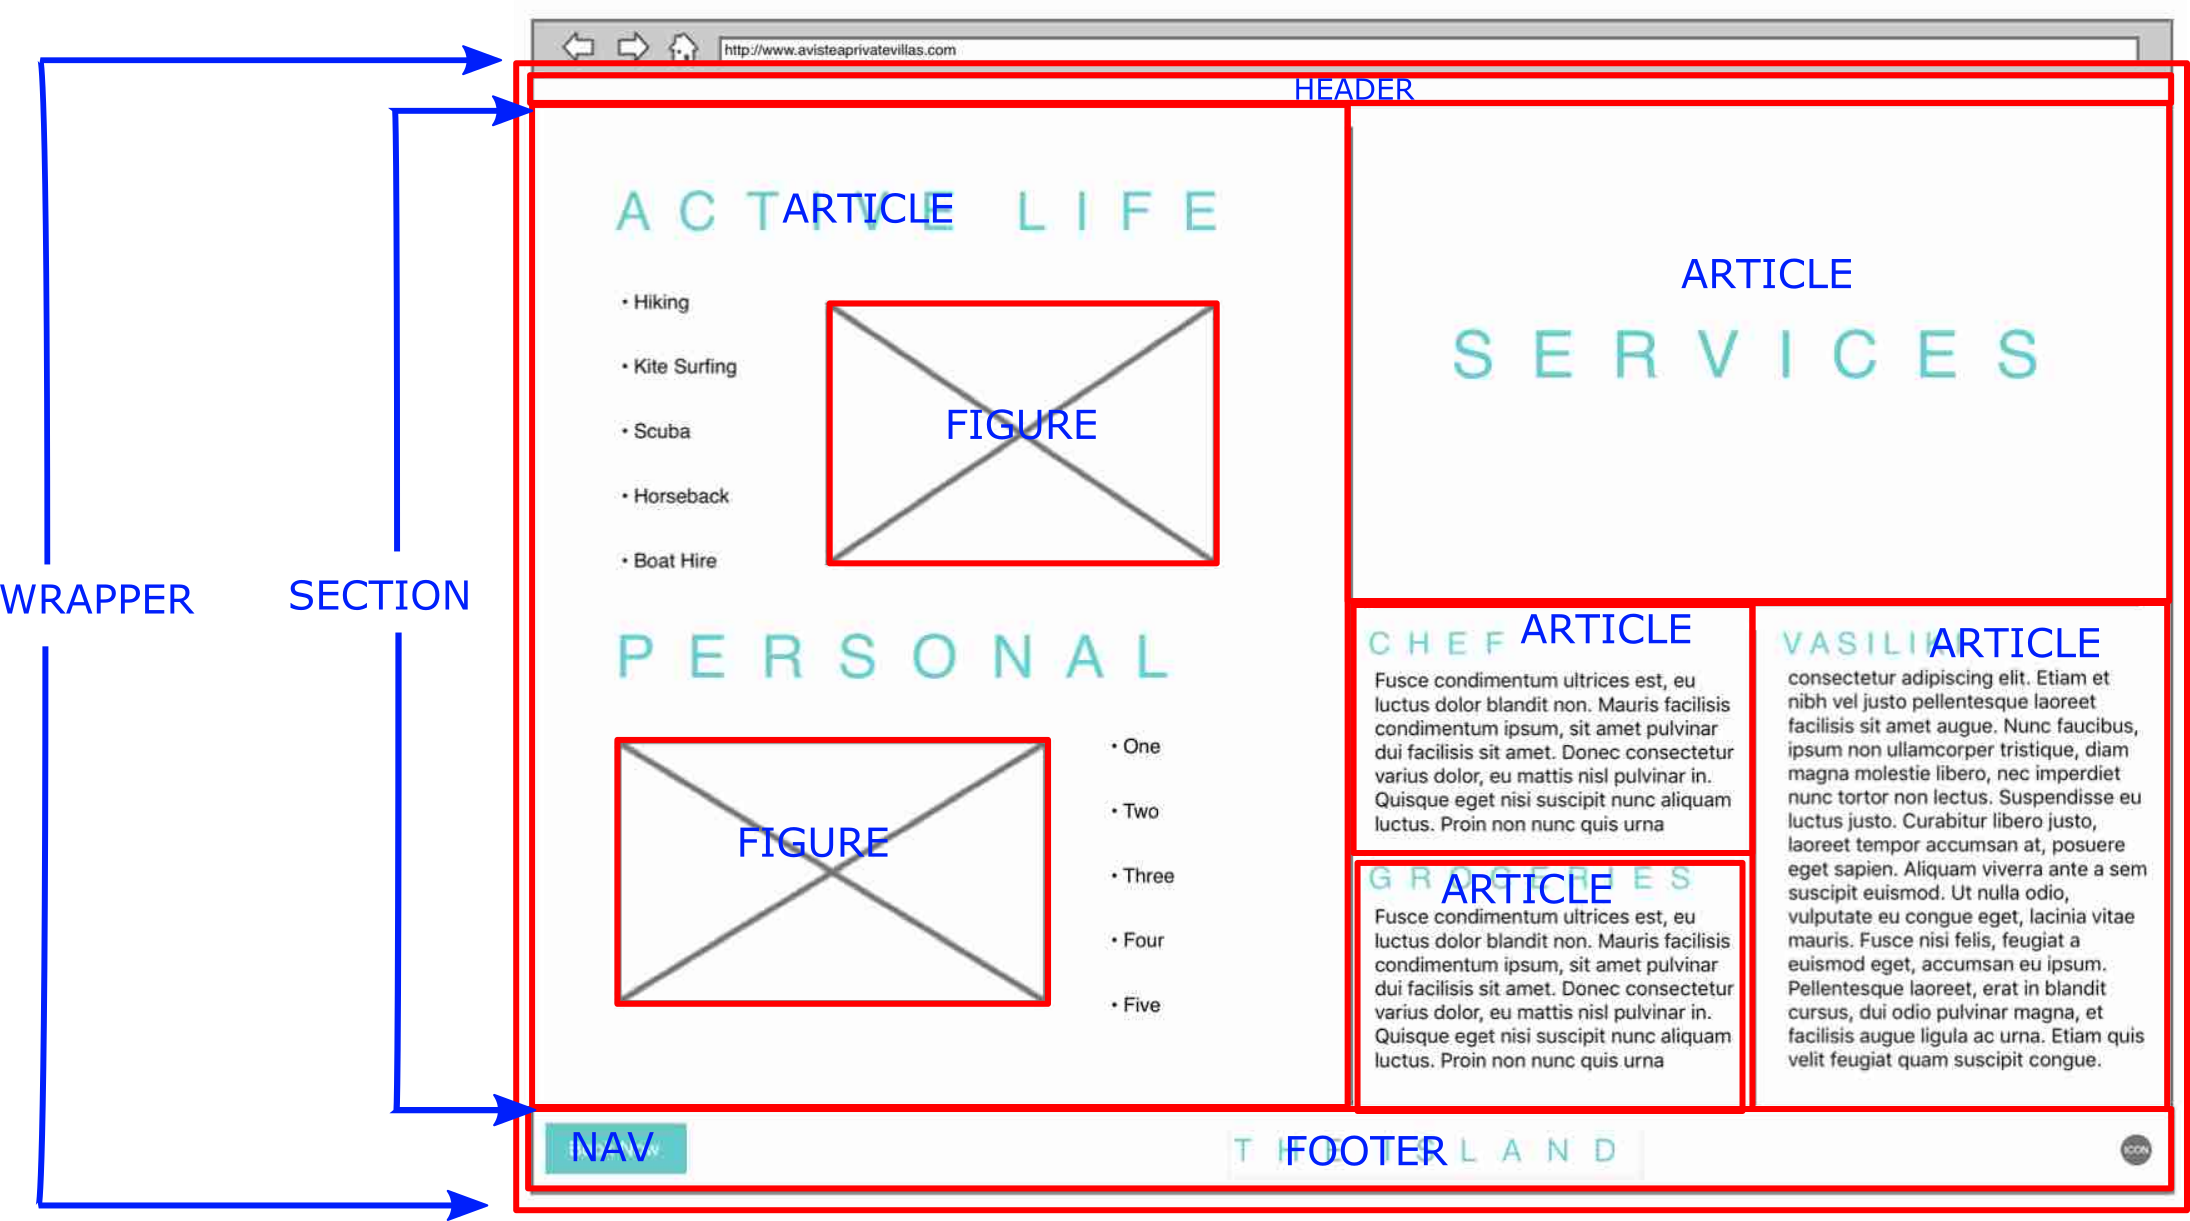 http://www.avisteaprivatevillas.com
HEADER
WRAPPER
SECTION
ACTIVE LIFE
ARTICLE
• Hiking
• Kite Surfing
• Scuba
• Horseback
• Boat Hire
FIGURE
PERSONAL
FIGURE
• One
• Two
• Three
• Four
• Five
ARTICLE
SERVICES
CHEF
ARTICLE
Fusce condimentum ultrices est, eu
luctus dolor blandit non. Mauris facilisis
condimentum ipsum, sit amet pulvinar
dui facilisis sit amet. Donec consectetur
varius dolor, eu mattis nisl pulvinar in.
Quisque eget nisi suscipit nunc aliquam
luctus. Proin non nunc quis urna
GROCERIES
ARTICLE
Fusce condimentum ultrices est, eu
luctus dolor blandit non. Mauris facilisis
condimentum ipsum, sit amet pulvinar
dui facilisis sit amet. Donec consectetur
varius dolor, eu mattis nisl pulvinar in.
Quisque eget nisi suscipit nunc aliquam
luctus. Proin non nunc quis urna
VASILIKI
ARTICLE
consectetur adipiscing elit. Etiam et
nibh vel justo pellentesque laoreet
facilisis sit amet augue. Nunc faucibus,
ipsum non ullamcorper tristique, diam
magna molestie libero, nec imperdiet
nunc tortor non lectus. Suspendisse eu
luctus justo. Curabitur libero justo,
laoreet tempor accumsan at, posuere
eget sapien. Aliquam viverra ante a sem
suscipit euismod. Ut nulla odio,
vulputate eu congue eget, lacinia vitae
mauris. Fusce nisi felis, feugiat a
euismod eget, accumsan eu ipsum.
Pellentesque laoreet, erat in blandit
cursus, dui odio pulvinar magna, et
facilisis augue ligula ac urna. Etiam quis
velit feugiat quam suscipit congue.
NAV
THE ISLAND
FOOTER
ICON